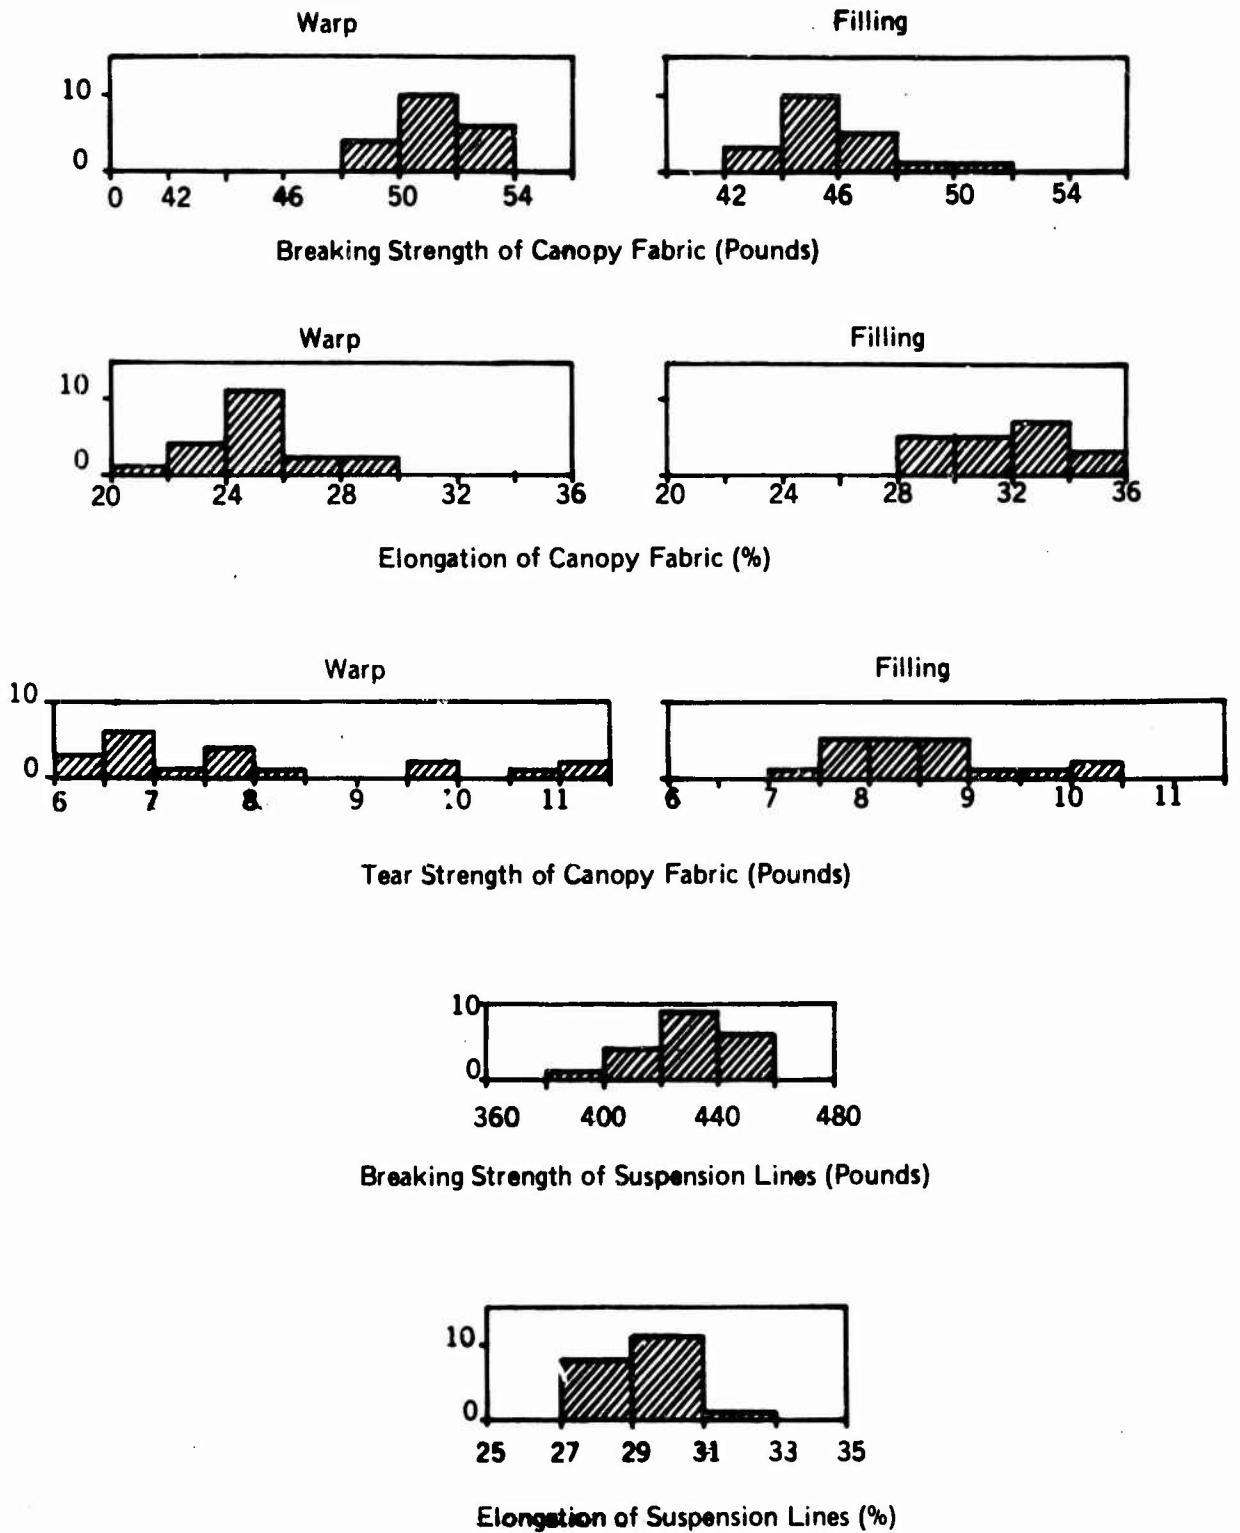 Warp Filling
10
0
0 42 46 50 54 42 46 50 54
Breaking Strength of Canopy Fabric (Pounds)
Warp Filling
10
0
20 24 28 32 36 20 24 28 32 36
Elongation of Canopy Fabric (%)
Warp Filling
10
0
6 7 8 9 10 11 6 7 8 9 10 11
Tear Strength of Canopy Fabric (Pounds)
10
0
360 400 440 480
Breaking Strength of Suspension Lines (Pounds)
10
0
25 27 29 31 33 35
Elongation of Suspension Lines (%)